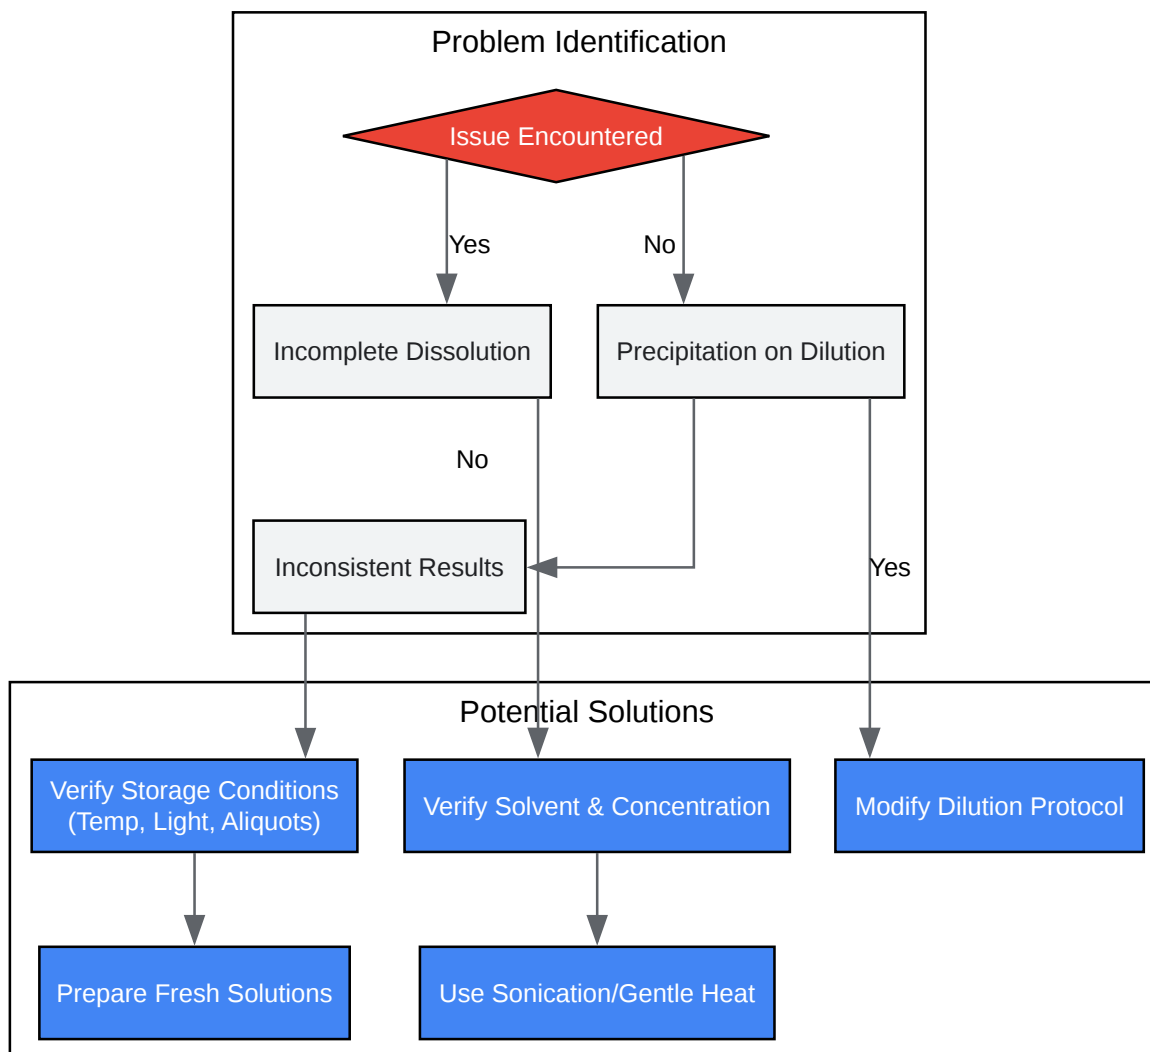 Problem Identification
Issue Encountered
Yes
No
Incomplete Dissolution
Precipitation on Dilution
No
Inconsistent Results
Yes
Potential Solutions
Verify Storage Conditions
(Temp, Light, Aliquots)
Verify Solvent & Concentration
Modify Dilution Protocol
Prepare Fresh Solutions
Use Sonication/Gentle Heat